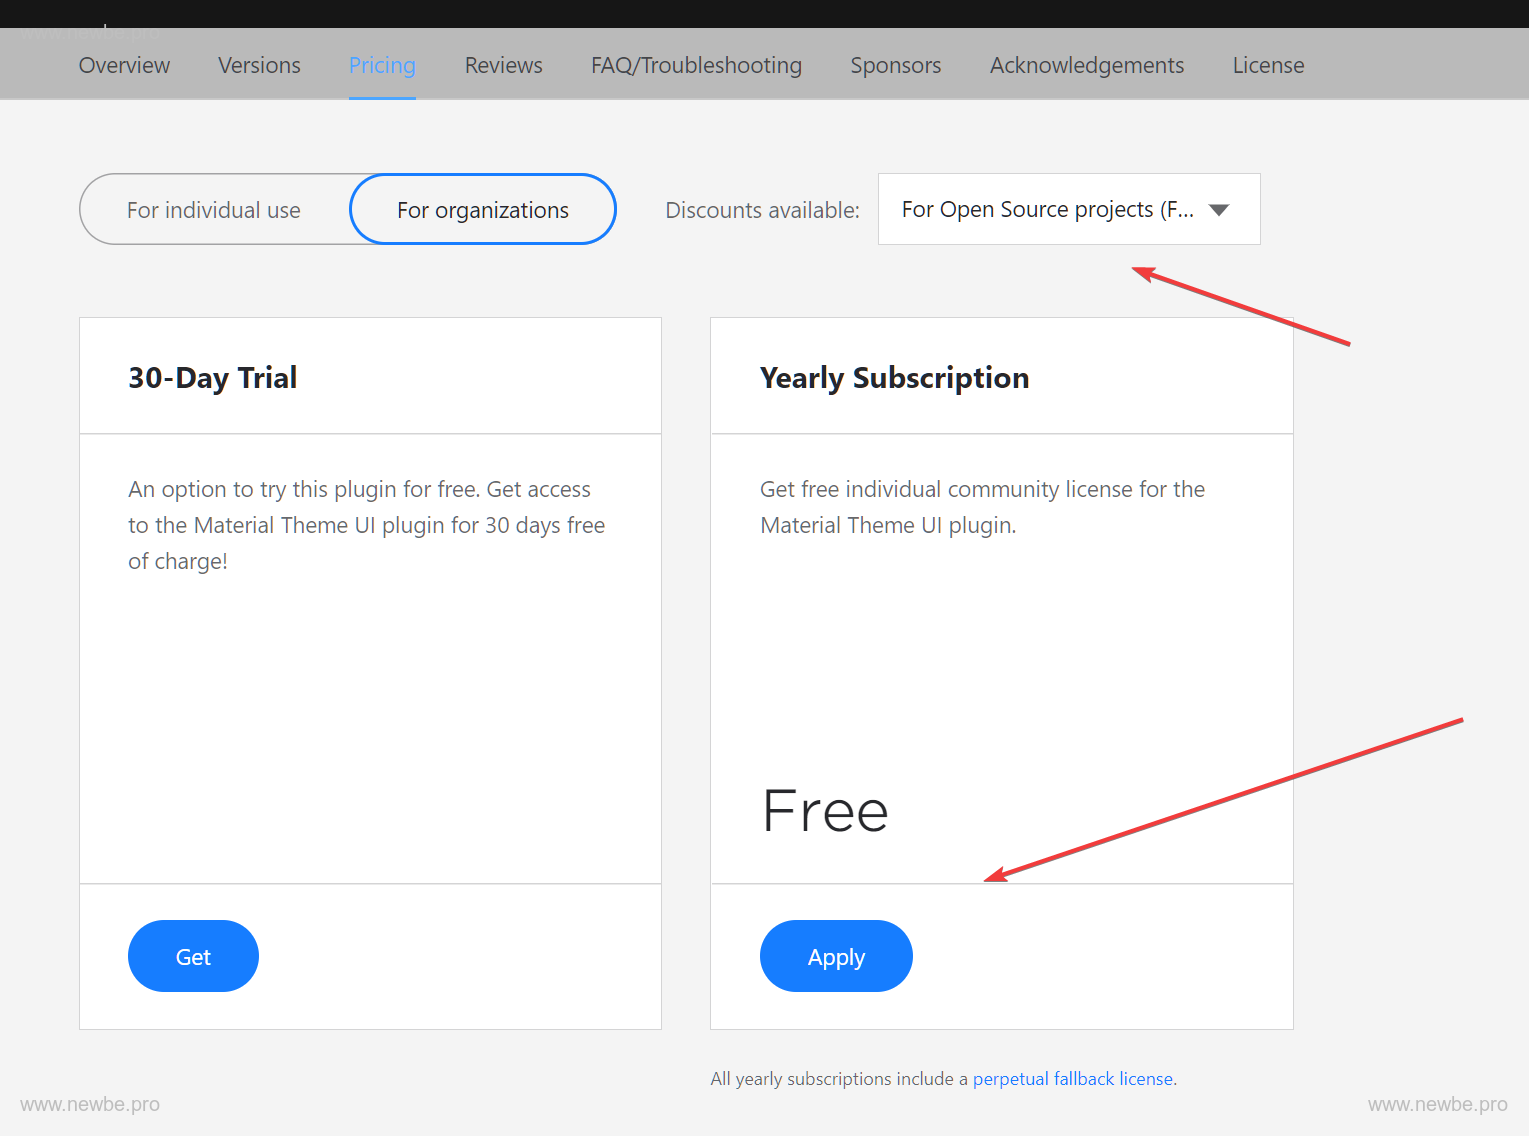 www.newbe.pro
Overview Versions Pricing Reviews FAQ/Troubleshooting Sponsors Acknowledgements License
For individual use For organizations Discounts available: For Open Source projects (F...
30-Day Trial
An option to try this plugin for free. Get access
to the Material Theme UI plugin for 30 days free
of charge!
Get
Yearly Subscription
Get free individual community license for the
Material Theme UI plugin.
Free
Apply
All yearly subscriptions include a perpetual fallback license.
www.newbe.pro
www.newbe.pro